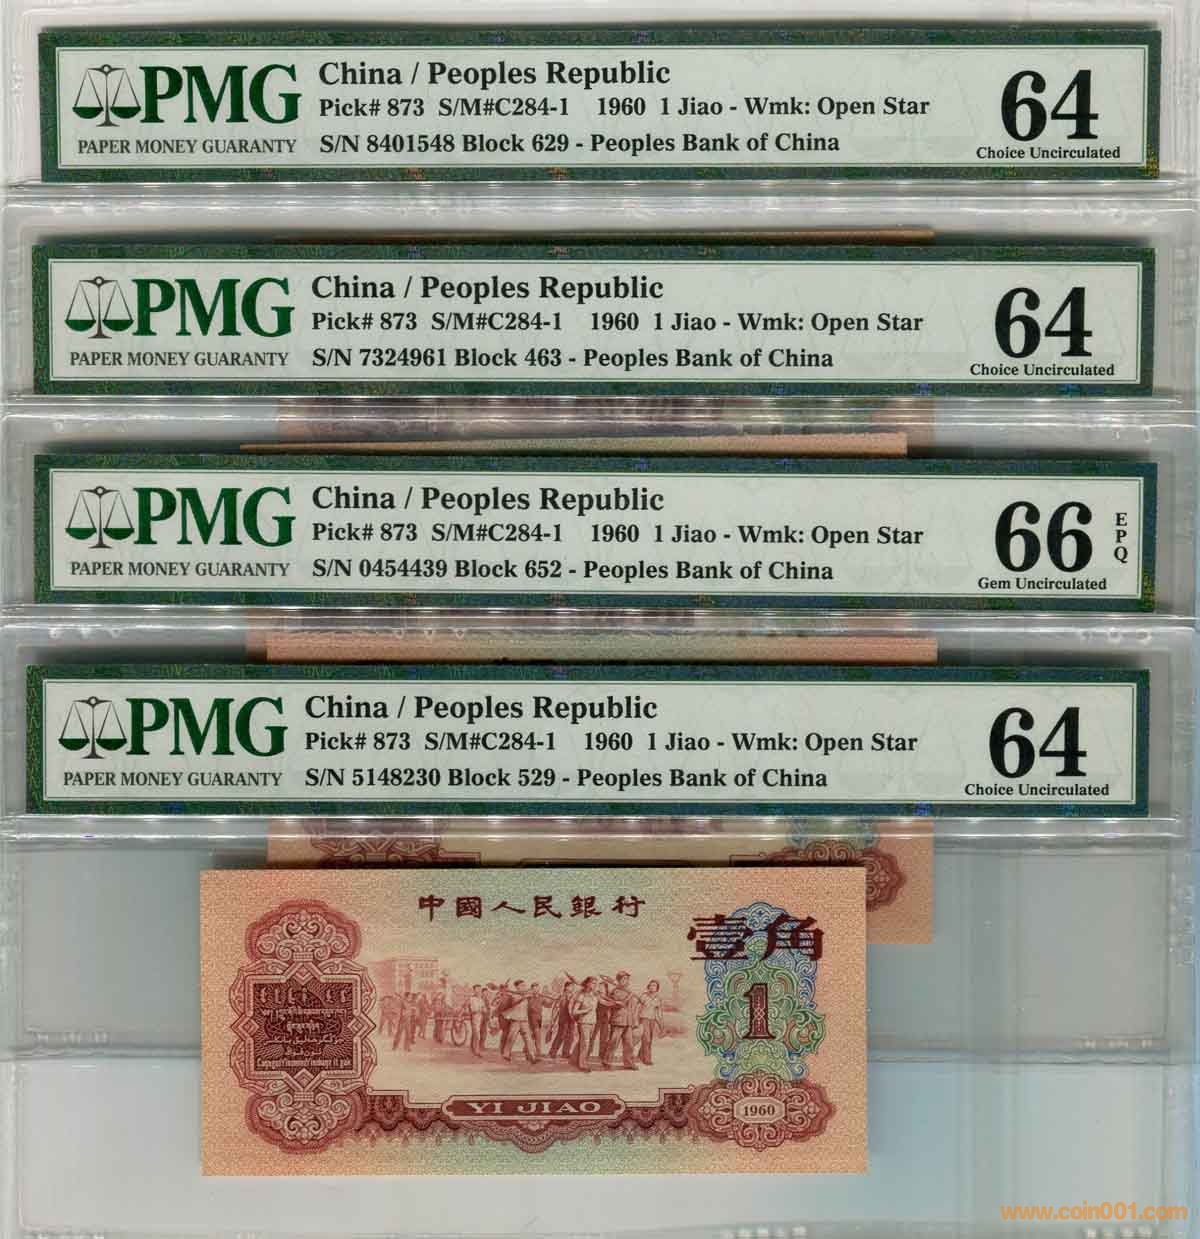 PMG
PAPER MONEY GUARANTY
China / Peoples Republic
Pick# 873 S/M#C284-1 1960 1 Jiao - Wmk: Open Star
S/N 8401548 Block 629 - Peoples Bank of China
64
Choice Uncirculated
PMG
PAPER MONEY GUARANTY
China / Peoples Republic
Pick# 873 S/M#C284-1 1960 1 Jiao - Wmk: Open Star
S/N 7324961 Block 463 - Peoples Bank of China
64
Choice Uncirculated
PMG
PAPER MONEY GUARANTY
China / Peoples Republic
Pick# 873 S/M#C284-1 1960 1 Jiao - Wmk: Open Star
S/N 0454439 Block 652 - Peoples Bank of China
66
EPQ
Gem Uncirculated
PMG
PAPER MONEY GUARANTY
China / Peoples Republic
Pick# 873 S/M#C284-1 1960 1 Jiao - Wmk: Open Star
S/N 5148230 Block 529 - Peoples Bank of China
64
Choice Uncirculated
中國人民銀行
壹角
1
YI JIAO
1960
www.coin001.com